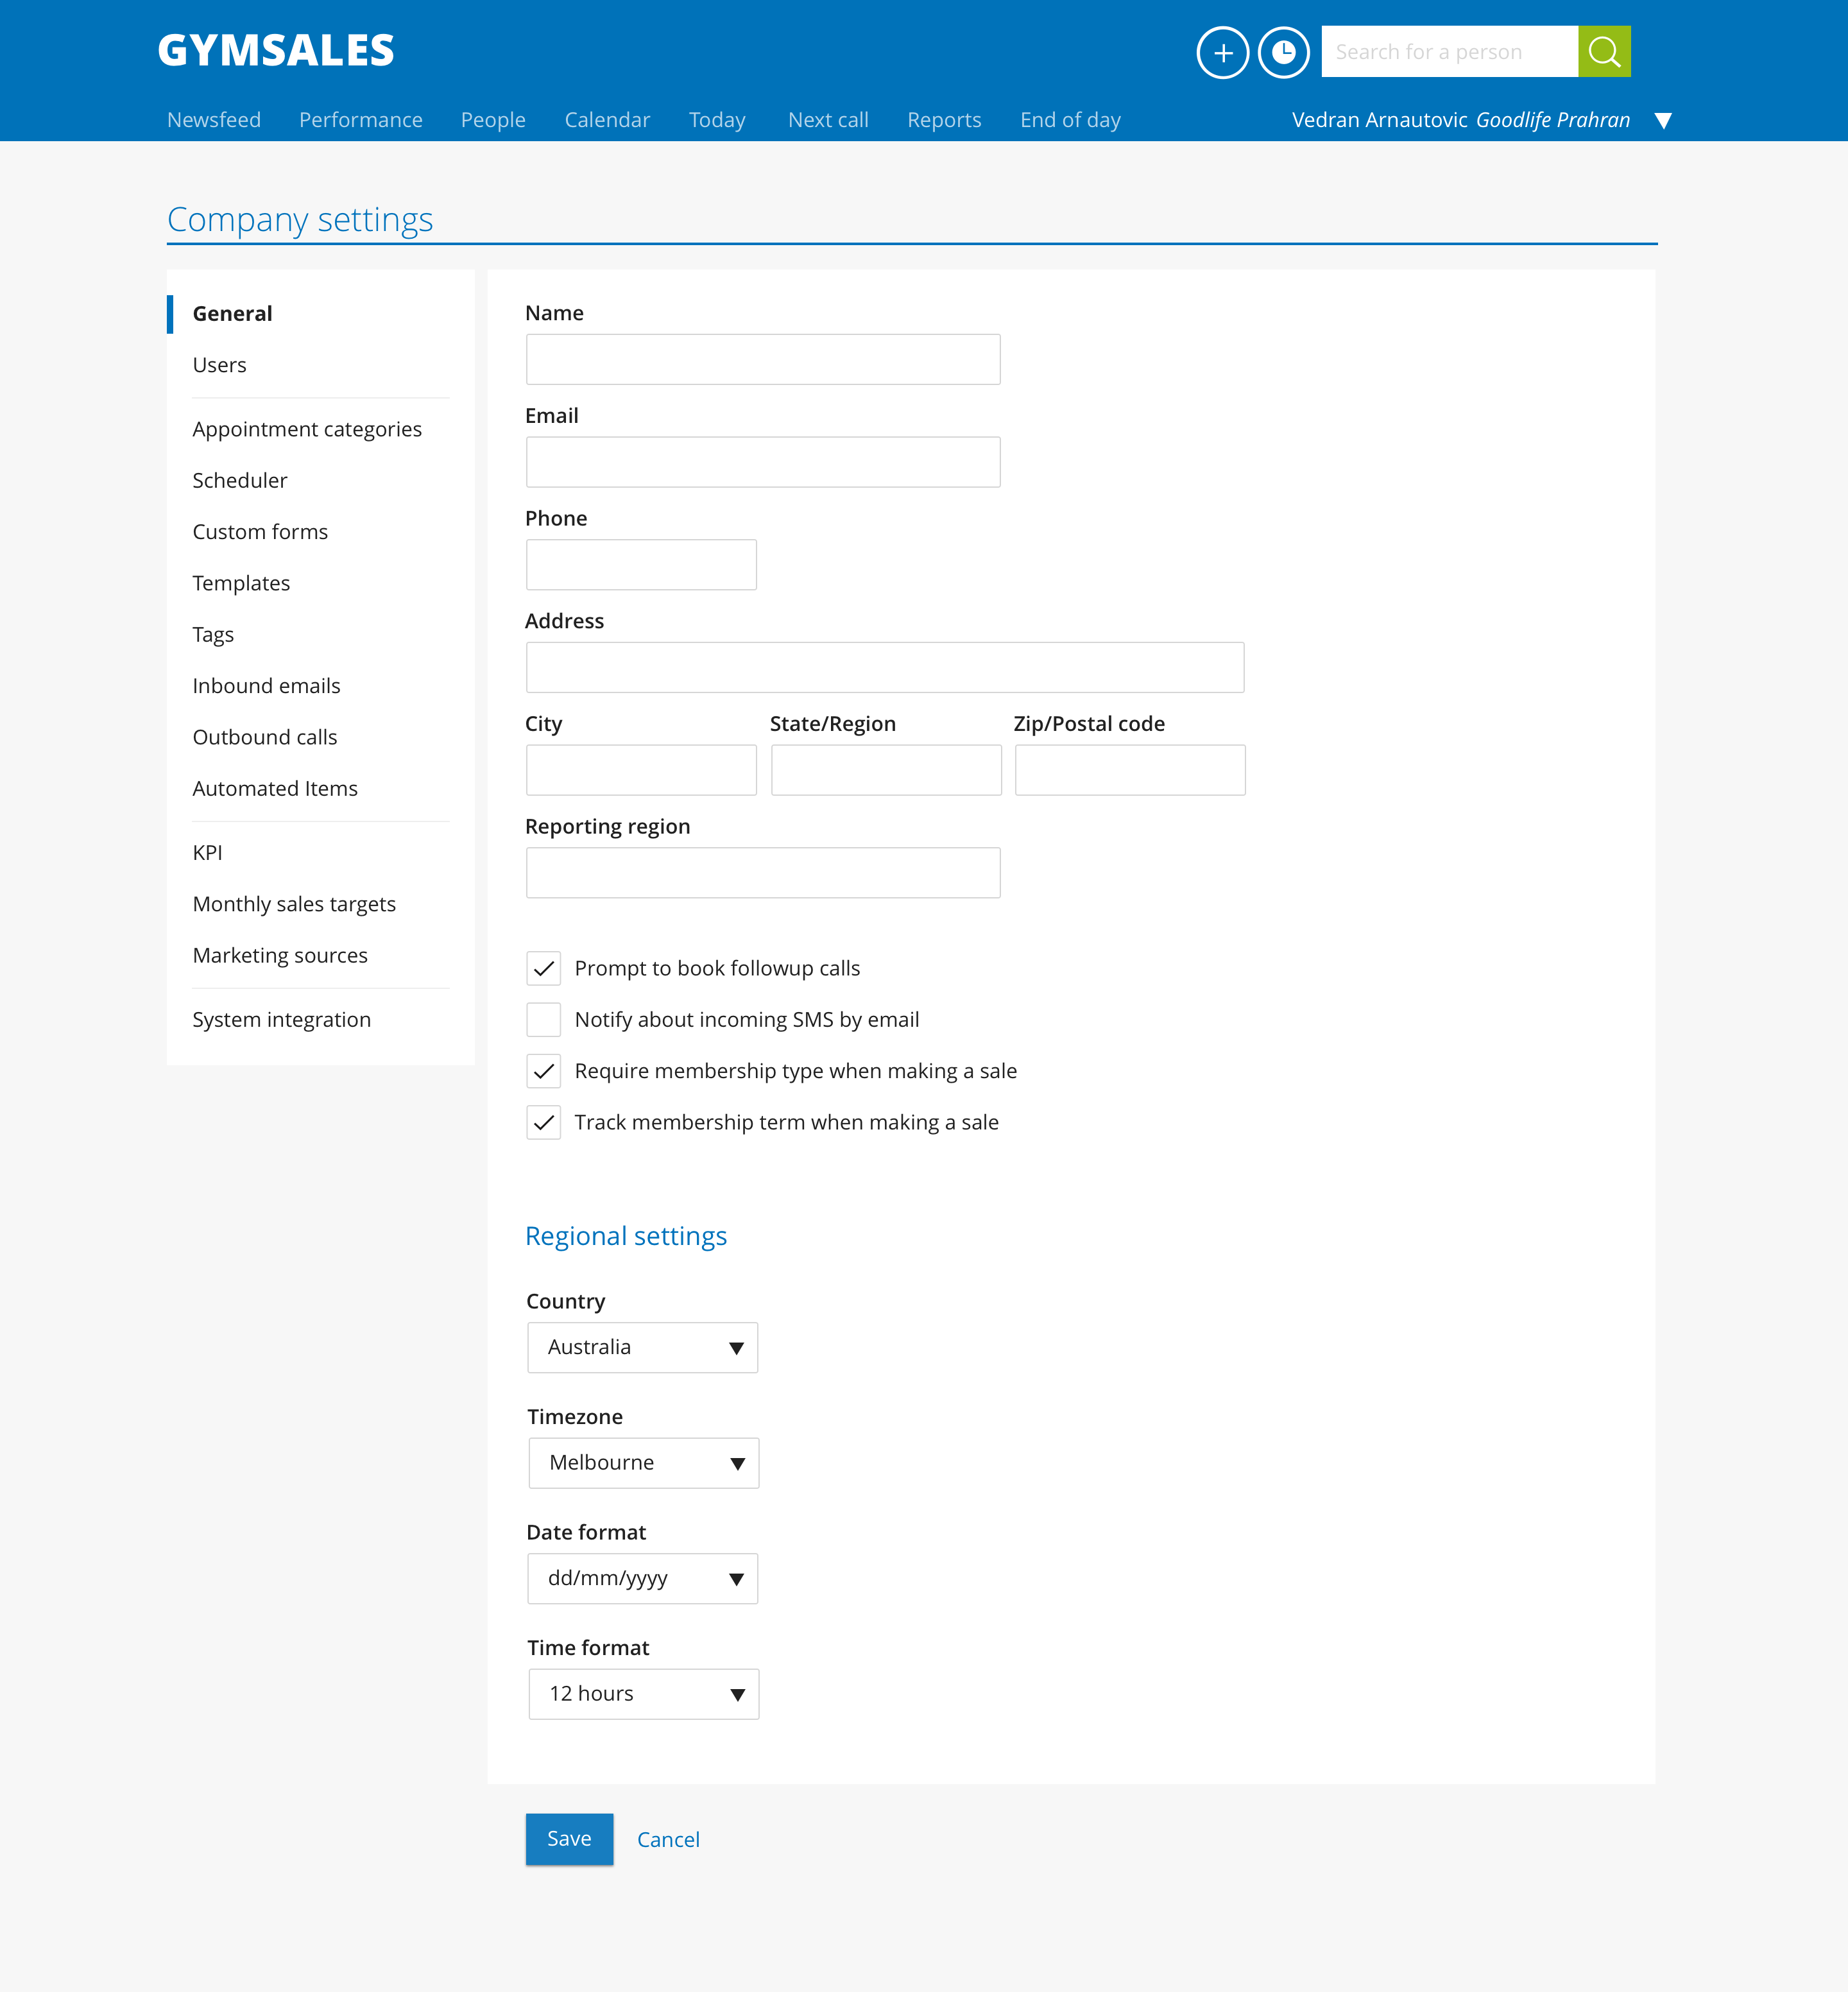 GYMSALES
Search for a person
Newsfeed Performance People Calendar Today Next call Reports End of day Vedran Arnautovic Goodlife Prahran
Company settings
General
Users
Appointment categories
Scheduler
Custom forms
Templates
Tags
Inbound emails
Outbound calls
Automated Items
KPI
Monthly sales targets
Marketing sources
System integration
Name
Email
Phone
Address
City State/Region Zip/Postal code
Reporting region
Prompt to book followup calls
Notify about incoming SMS by email
Require membership type when making a sale
Track membership term when making a sale
Regional settings
Country
Australia
Timezone
Melbourne
Date format
dd/mm/yyyy
Time format
12 hours
Save Cancel